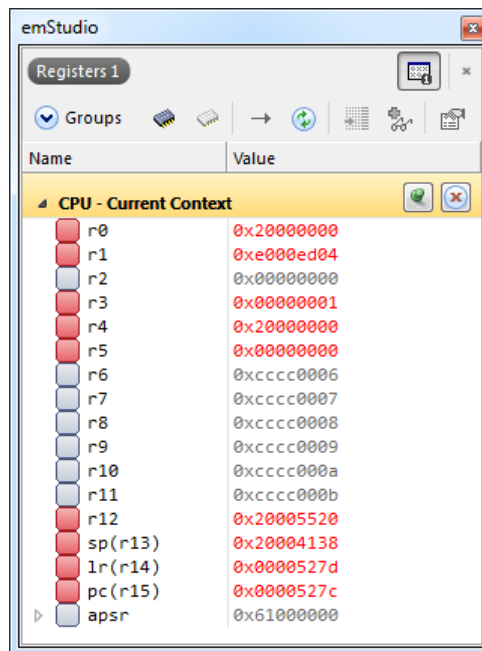 emStudio
Registers 1
Groups
Name Value
CPU - Current Context
r0 0x20000000
r1 0xe000ed04
r2 0x00000000
r3 0x00000001
r4 0x20000000
r5 0x00000000
r6 0xcccc0006
r7 0xcccc0007
r8 0xcccc0008
r9 0xcccc0009
r10 0xcccc000a
r11 0xcccc000b
r12 0x20005520
sp(r13) 0x20004138
lr(r14) 0x0000527d
pc(r15) 0x0000527c
apsr 0x61000000